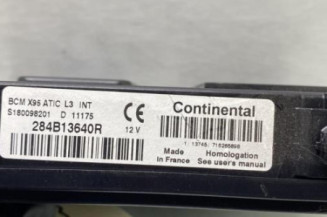 BCM X95 ATIC L3 INT
S180098201 D 11175
284B13640R
12 V
CE
Continental
Made in France
Homologation
See users manual